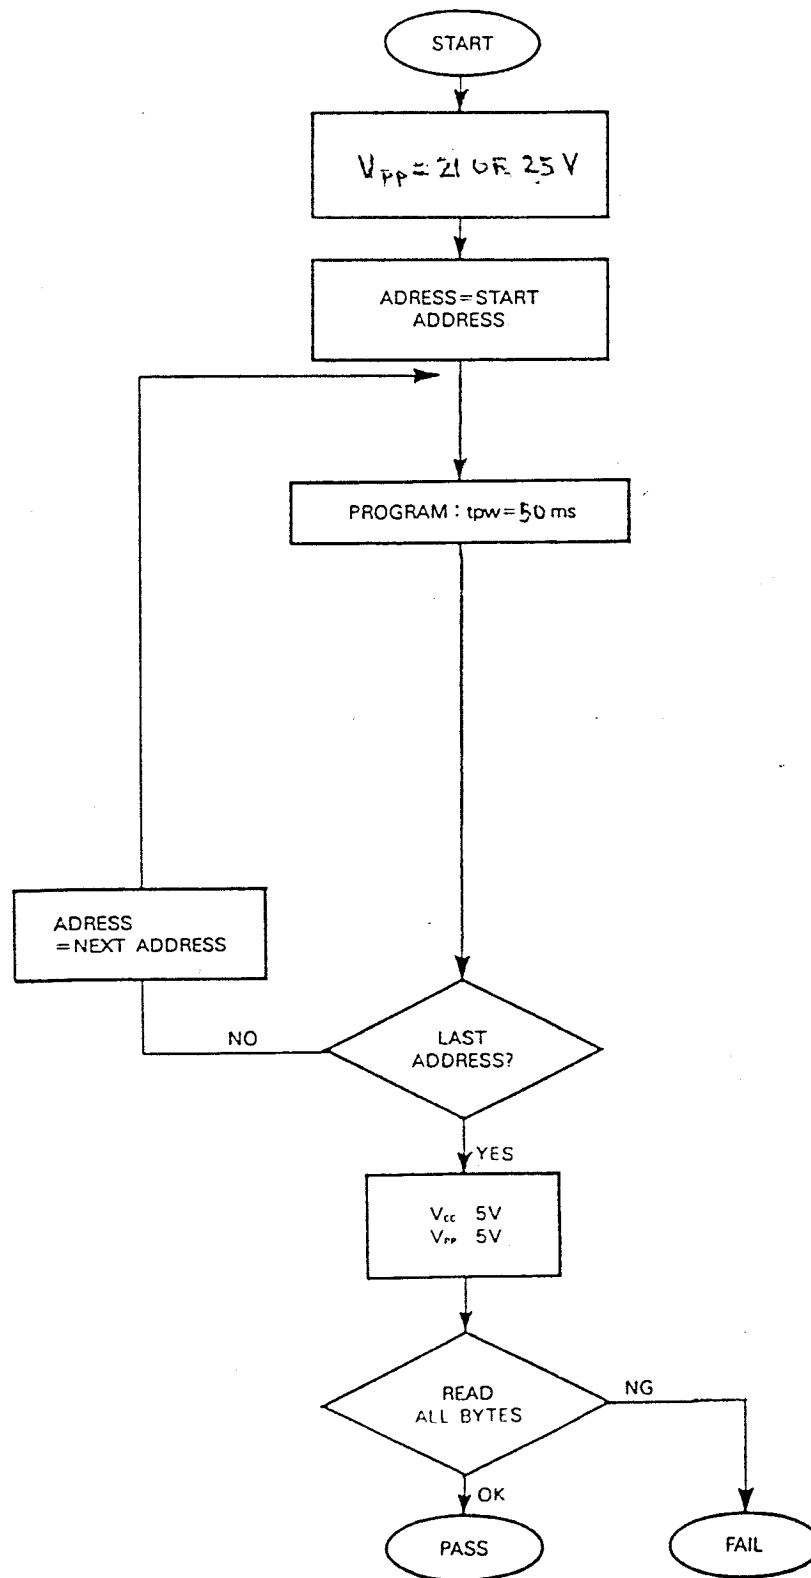 START
Vpp = 21 OR 25 V
ADRESS=START
ADDRESS
PROGRAM : tpw=50 ms
ADRESS
=NEXT ADDRESS
NO
LAST
ADDRESS?
YES
Vcc 5V
Vpp 5V
READ
ALL BYTES
NG
OK
PASS
FAIL